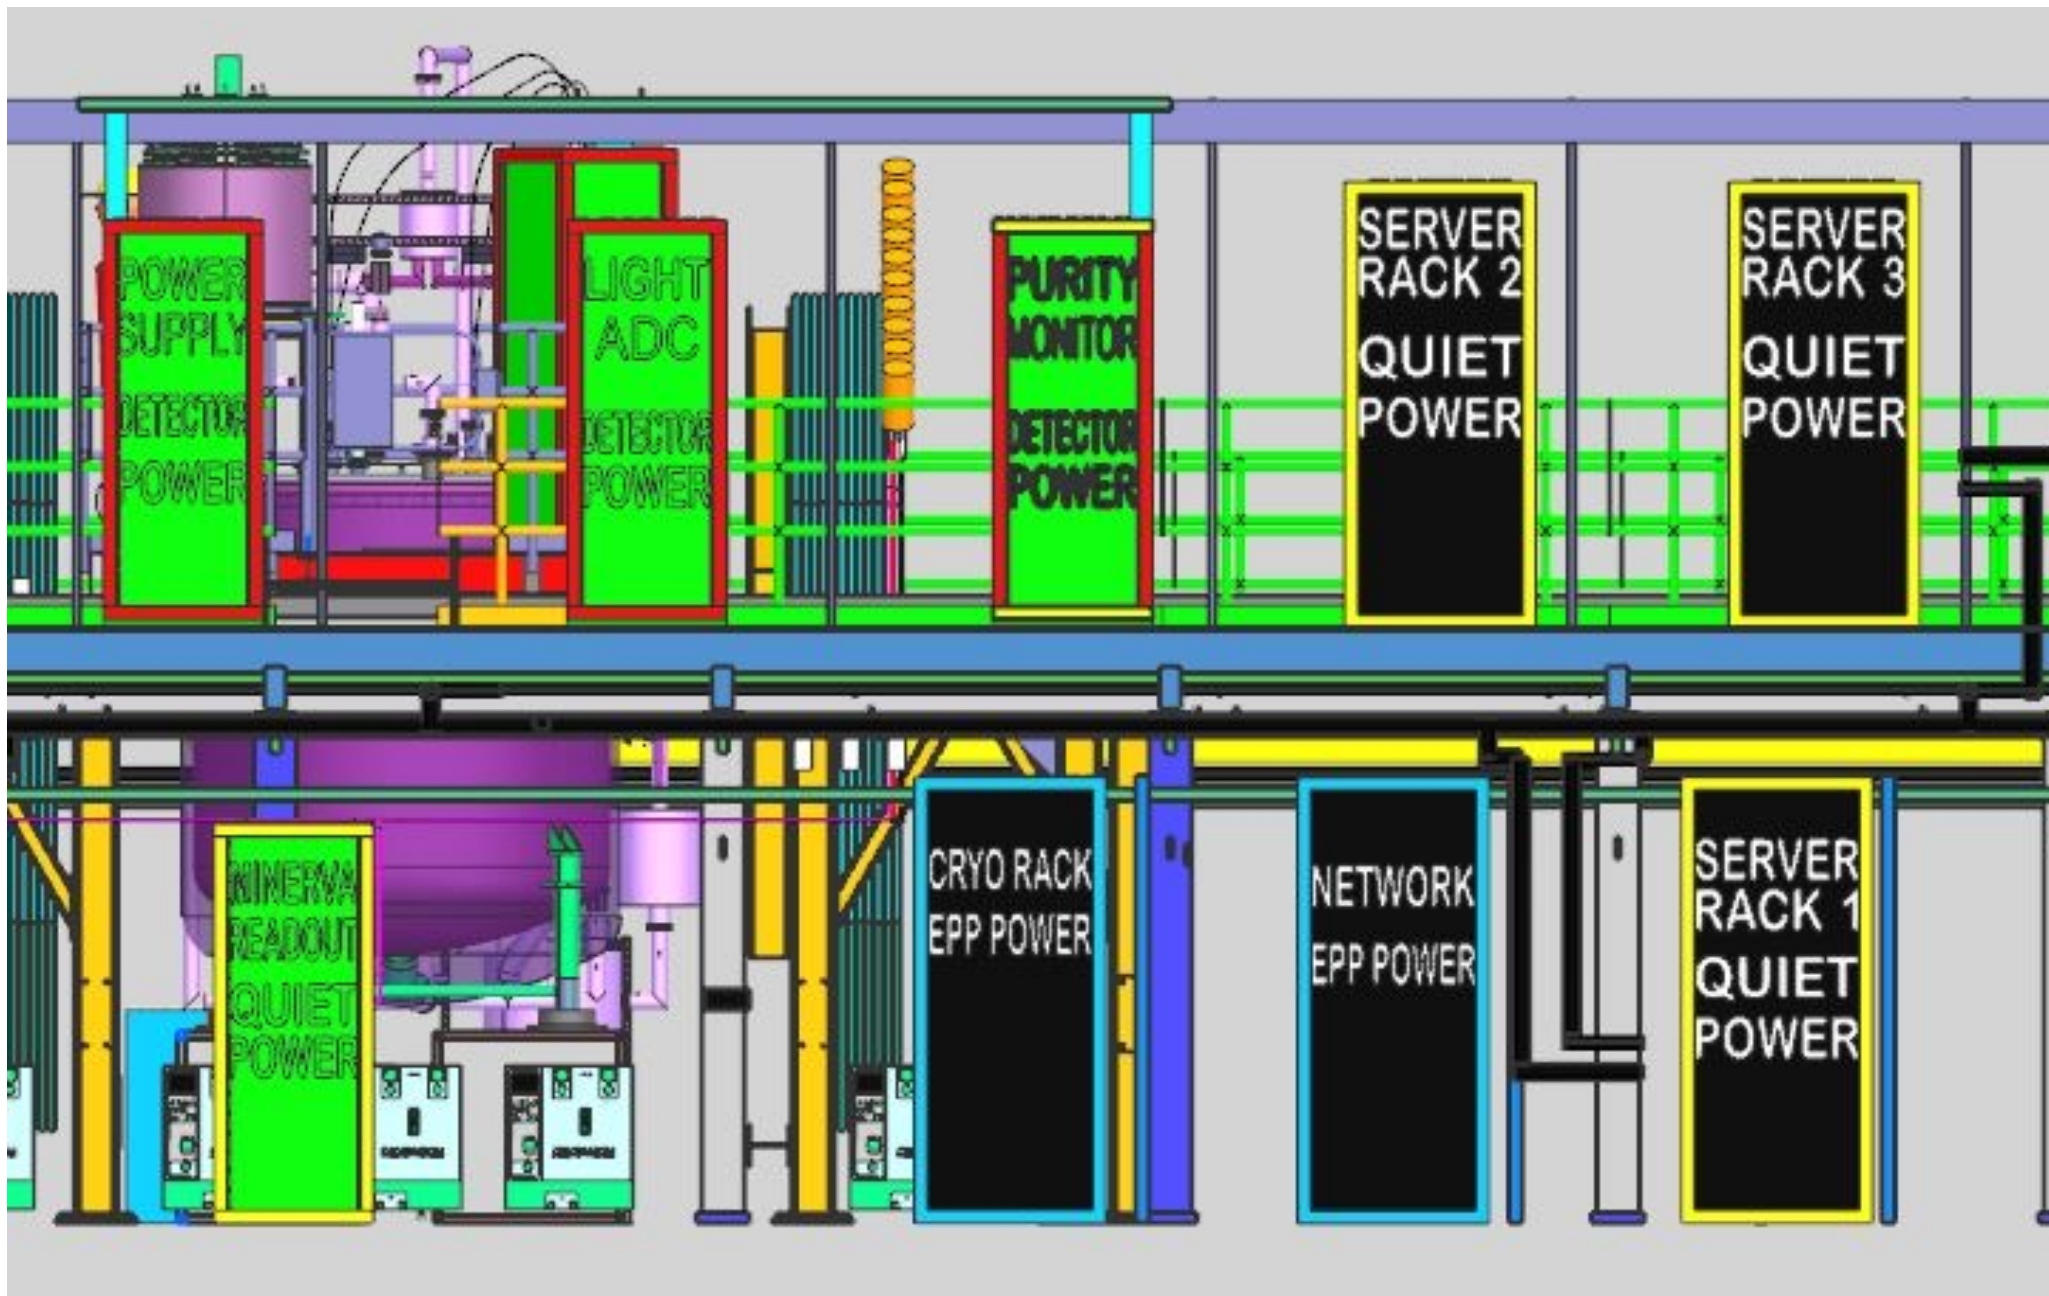 POWER
SUPPLY
DETECTOR
POWER
LIGHT
ADC
DETECTOR
POWER
PURITY
MONITOR
DETECTOR
POWER
SERVER
RACK 2
QUIET
POWER
SERVER
RACK 3
QUIET
POWER
MINERVA
READOUT
QUIET
POWER
CRYO RACK
EPP POWER
NETWORK
EPP POWER
SERVER
RACK 1
QUIET
POWER